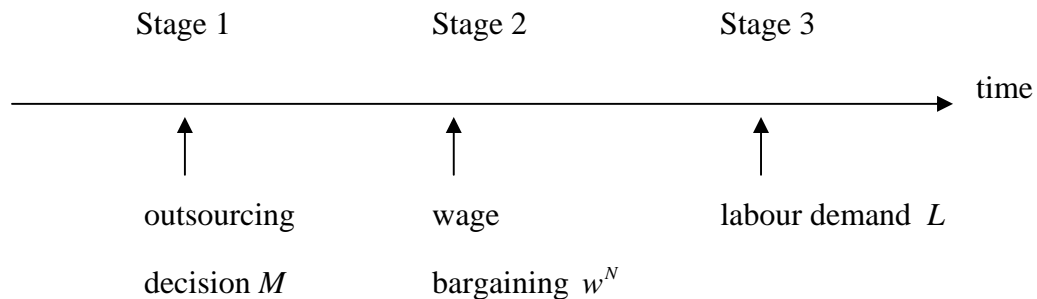 Stage 1 Stage 2 Stage 3
time
outsourcing wage labour demand L
decision M bargaining w^N